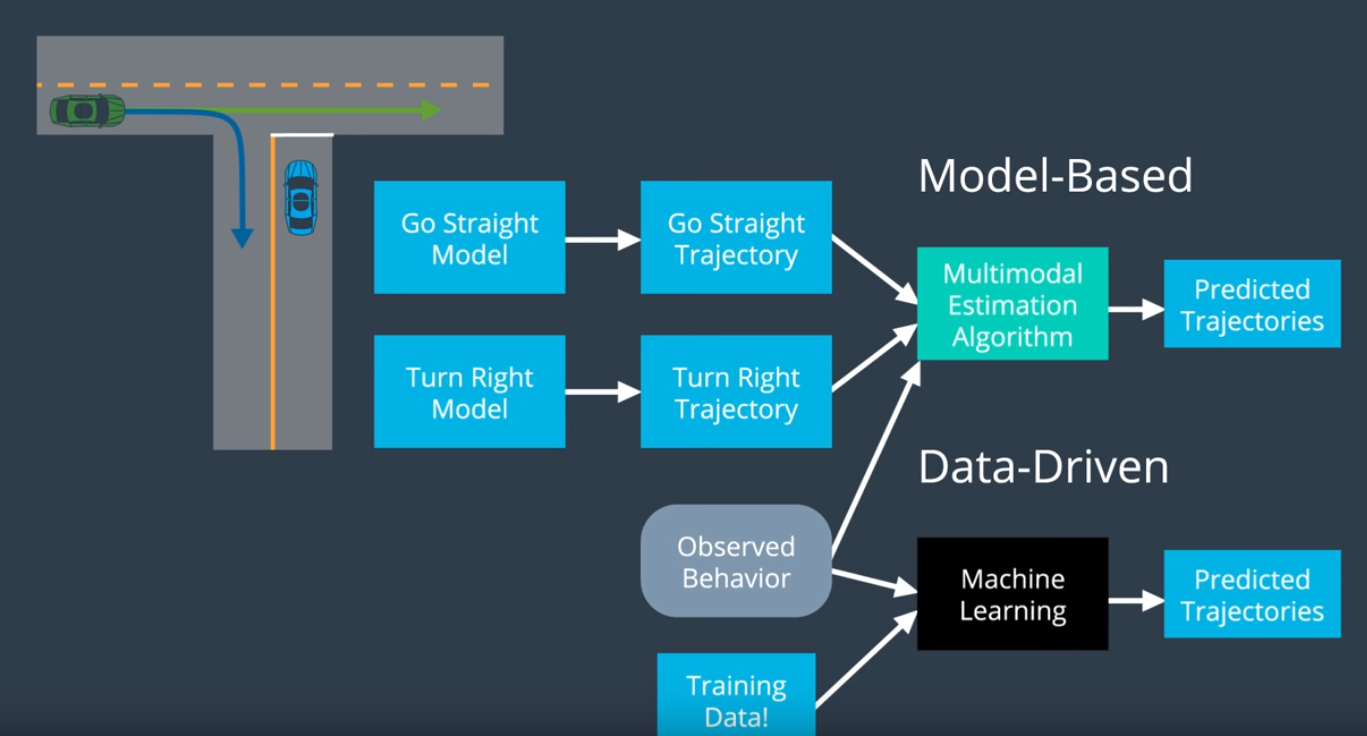 Model-Based
Go Straight
Model
Go Straight
Trajectory
Multimodal
Estimation
Algorithm
Predicted
Trajectories
Turn Right
Model
Turn Right
Trajectory
Data-Driven
Observed
Behavior
Machine
Learning
Predicted
Trajectories
Training
Data!